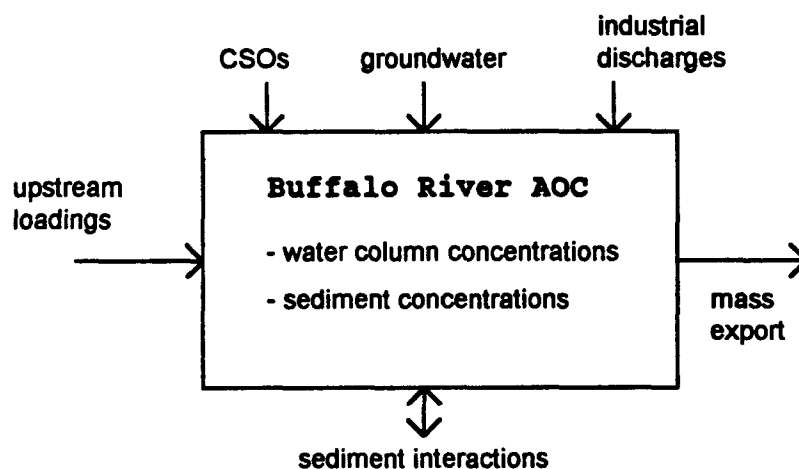 CSOs
groundwater
industrial
discharges
upstream
loadings
Buffalo River AOC
- water column concentrations
- sediment concentrations
mass
export
sediment interactions